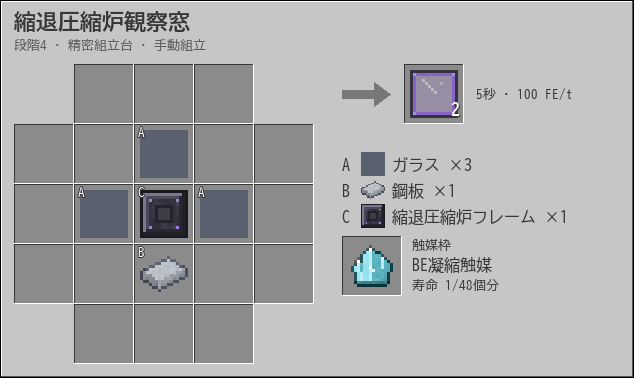 縮退圧縮炉観察窓
段階4 · 精密組立台 · 手動組立
2
5秒 · 100 FE/t
A
A
C
A
B
A ガラス ×3
B 鋼板 ×1
C 縮退圧縮炉フレーム ×1
触媒枠
BE凝縮触媒
寿命 1/48個分